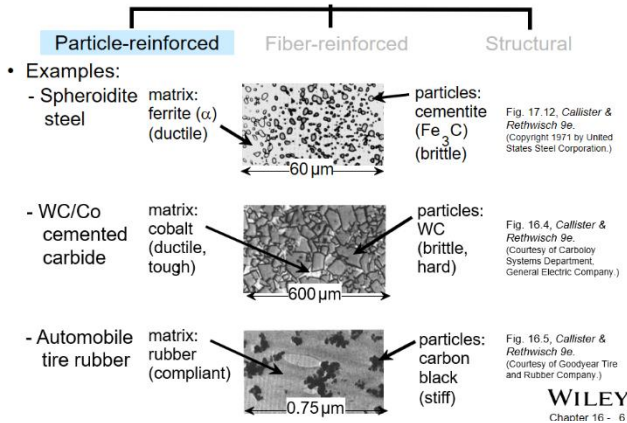 Particle-reinforced Fiber-reinforced Structural
• Examples:
- Spheroidite steel
matrix:
ferrite (α)
(ductile)
60 μm
particles:
cementite
(Fe3C)
(brittle)
Fig. 17.12, Callister &
Rethwisch 9e.
(Copyright 1971 by United
States Steel Corporation.)
- WC/Co
cemented
carbide
matrix:
cobalt
(ductile,
tough)
600 μm
particles:
WC
(brittle,
hard)
Fig. 16.4, Callister &
Rethwisch 9e.
(Courtesy of Carboloy
Systems Department,
General Electric Company.)
- Automobile
tire rubber
matrix:
rubber
(compliant)
0.75 μm
particles:
carbon
black
(stiff)
Fig. 16.5, Callister &
Rethwisch 9e.
(Courtesy of Goodyear Tire
and Rubber Company.)
WILEY
Chapter 16 - 6